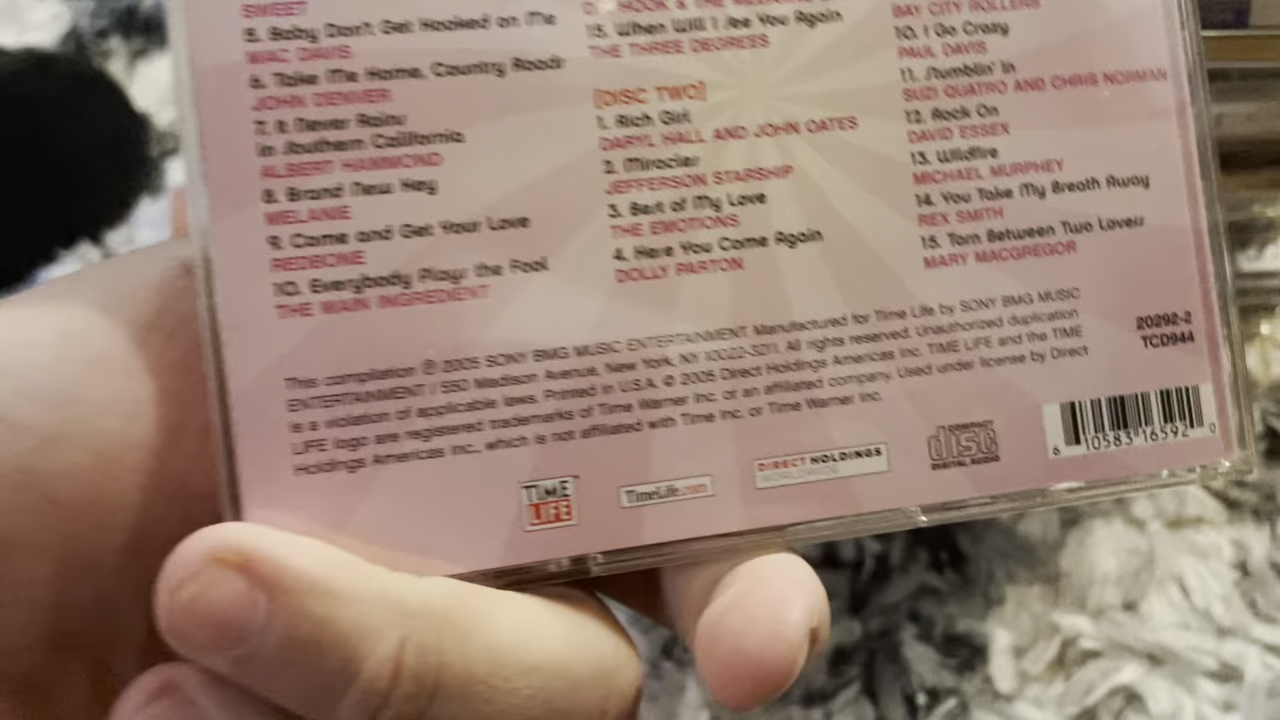 SWEET
5. Baby Don't Get Hooked on Me
MAC DAVIS
6. Take Me Home, Country Roads
JOHN DENVER
7. It Never Rains
in Southern California
ALBERT HAMMOND
8. Brand New Key
MELANIE
9. Come and Get Your Love
REDBONE
10. Everybody Plays the Fool
THE MAIN INGREDIENT
HOOK & THE
15. When Will I See You Again
THE THREE DEGREES
[DISC TWO]
1. Rich Girl
DARYL HALL AND JOHN OATES
2. Miracles
JEFFERSON STARSHIP
3. Best of My Love
THE EMOTIONS
4. Here You Come Again
DOLLY PARTON
BAY CITY ROLLERS
10. I Go Crazy
PAUL DAVIS
11. Stumblin' In
SUZI QUATRO AND CHRIS NORMAN
12. Rock On
DAVID ESSEX
13. Wildfire
MICHAEL MURPHEY
14. You Take My Breath Away
REX SMITH
15. Torn Between Two Lovers
MARY MACGREGOR
This compilation ℗ 2005 SONY BMG MUSIC ENTERTAINMENT. Manufactured for Time Life by SONY BMG MUSIC
ENTERTAINMENT / 550 Madison Avenue, New York, NY 10022-3211. All rights reserved. Unauthorized duplication
is a violation of applicable laws. Printed in U.S.A. © 2005 Direct Holdings Americas Inc. TIME LIFE and the TIME
LIFE logo are registered trademarks of Time Warner Inc. or an affiliated company. Used under license by Direct
Holdings Americas Inc., which is not affiliated with Time Inc. or Time Warner Inc.
20292-2
TCD944
TIME
LIFE
TimeLife.com
DIRECT HOLDINGS
WORLDWIDE
COMPACT
disc
DIGITAL AUDIO
6 10583 16592 0